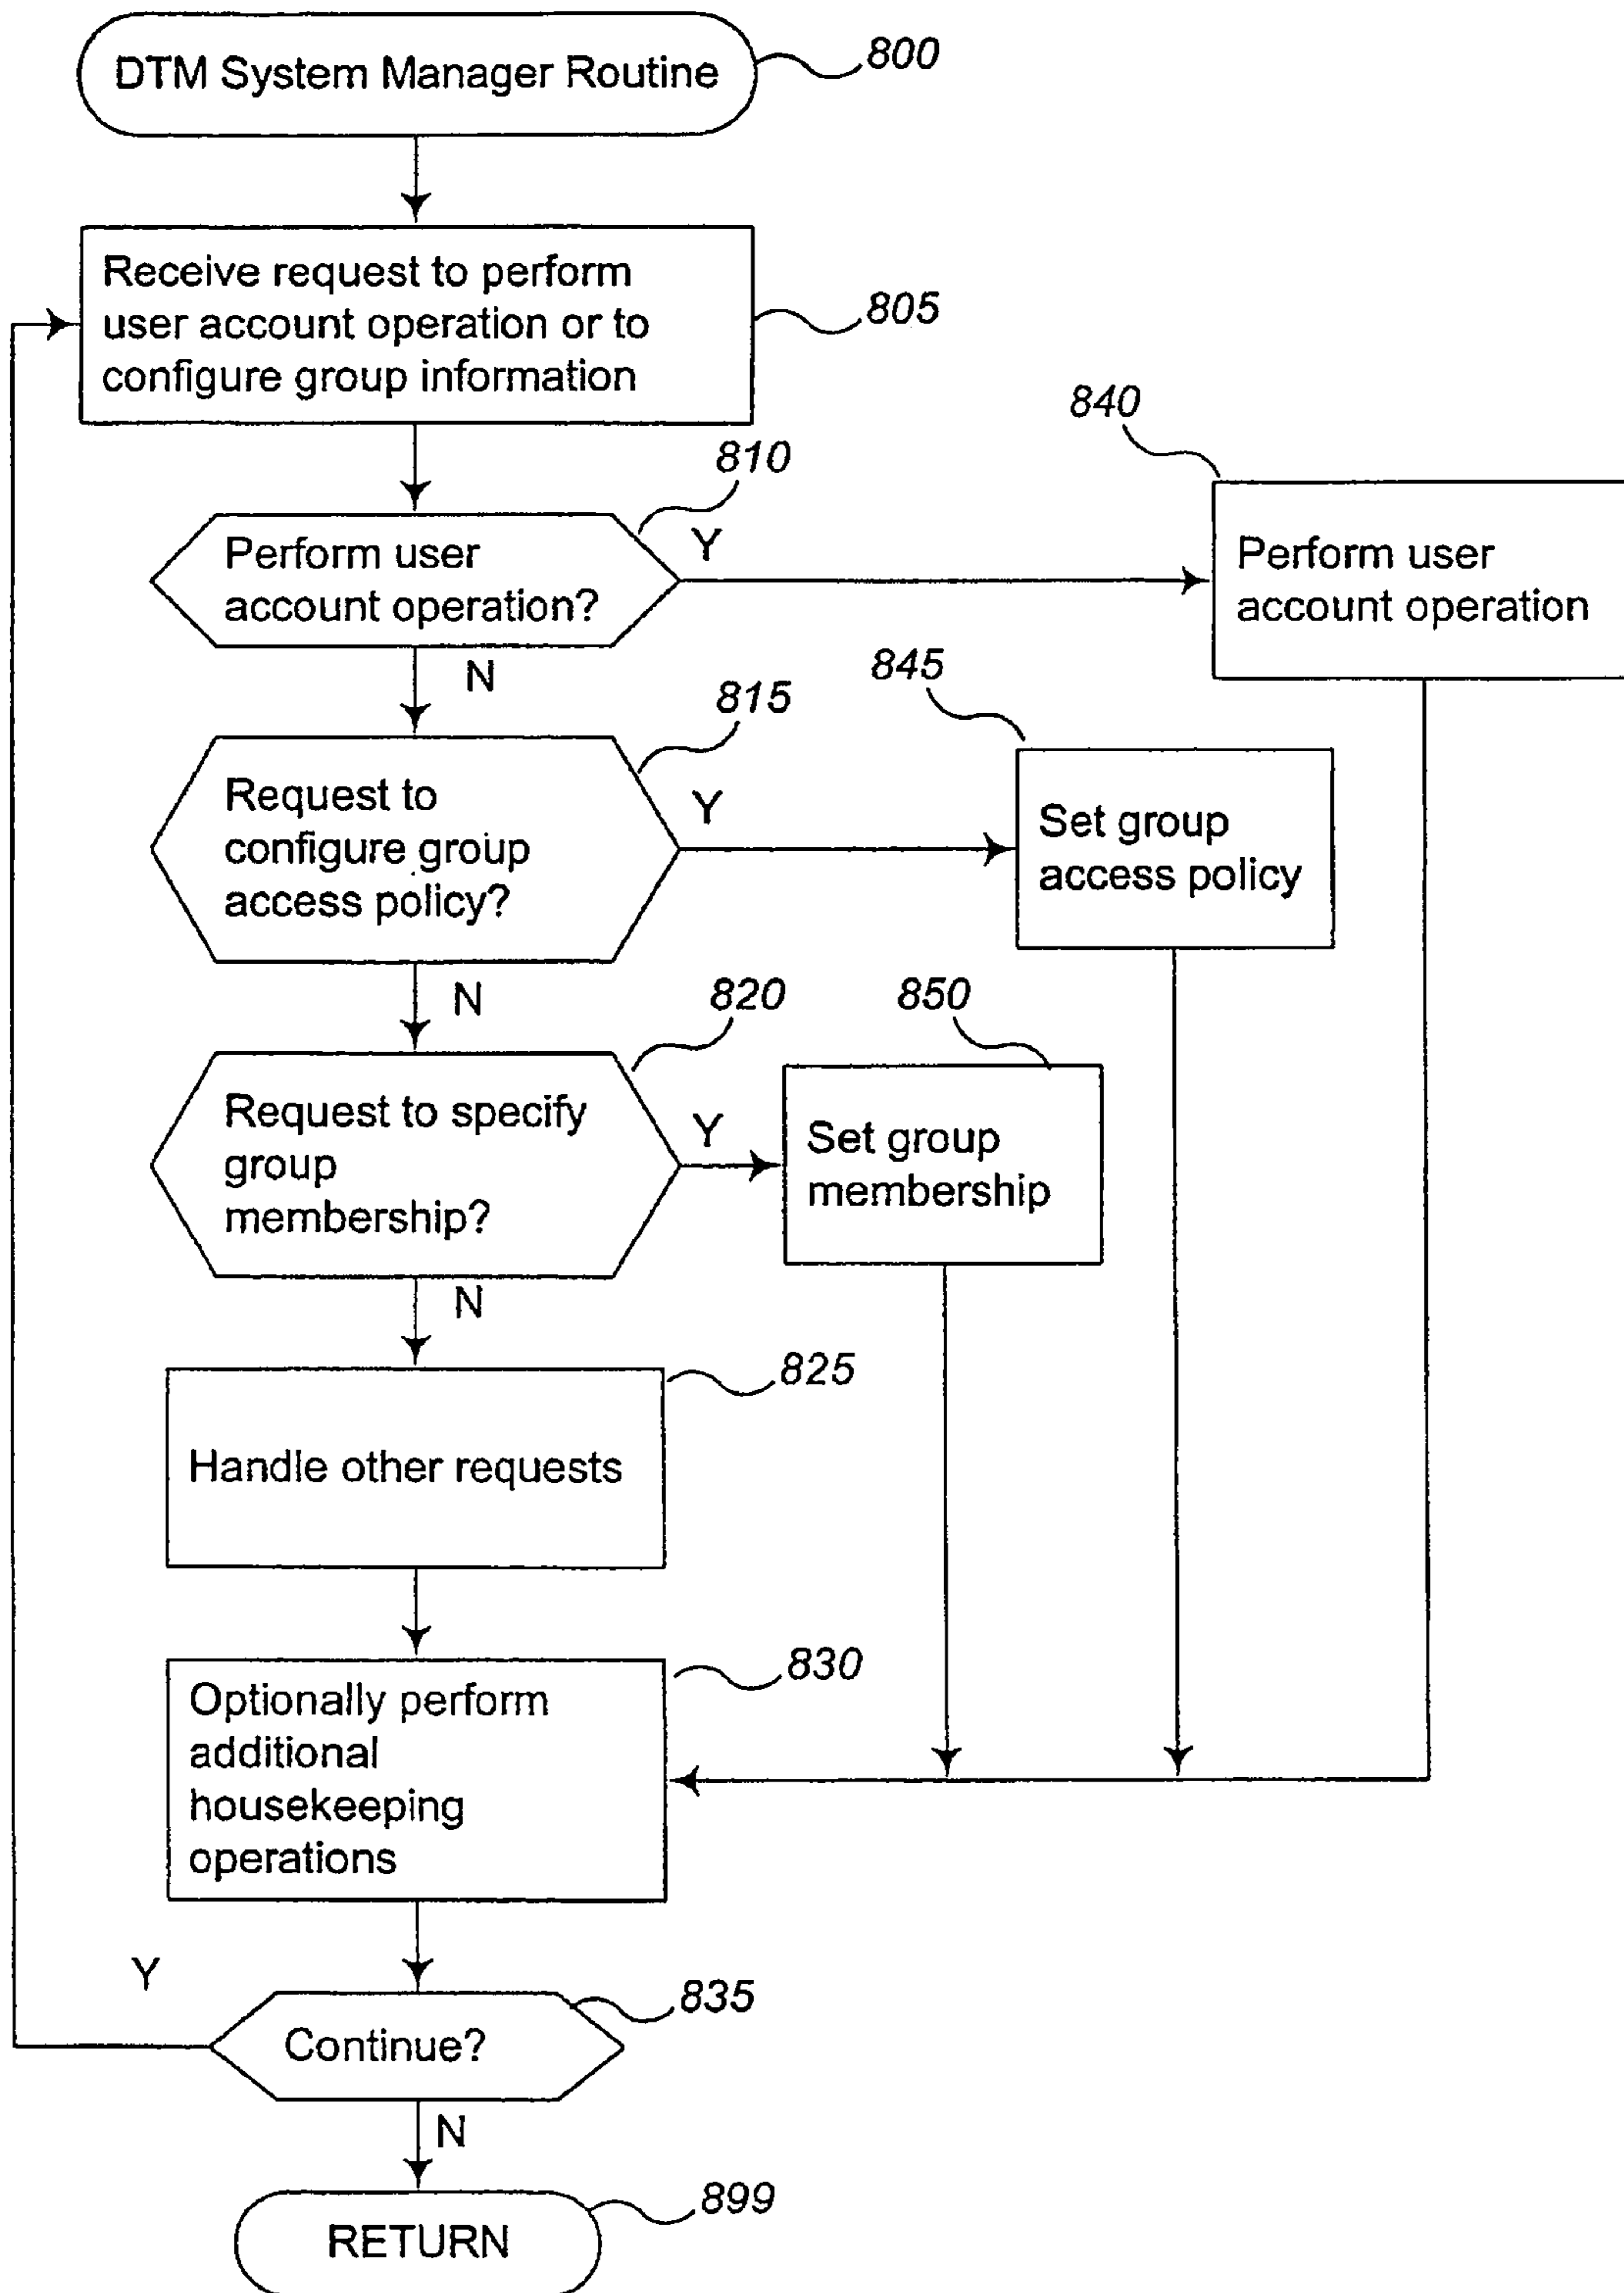 DTM System Manager Routine
800
Receive request to perform
user account operation or to
configure group information
805
840
810
Perform user
account operation?
Y
Perform user
account operation
N
845
815
Request to
configure group
access policy?
Y
Set group
access policy
N
820
850
Request to specify
group
membership?
Y
Set group
membership
N
825
Handle other requests
830
Optionally perform
additional
housekeeping
operations
Y
835
Continue?
N
899
RETURN